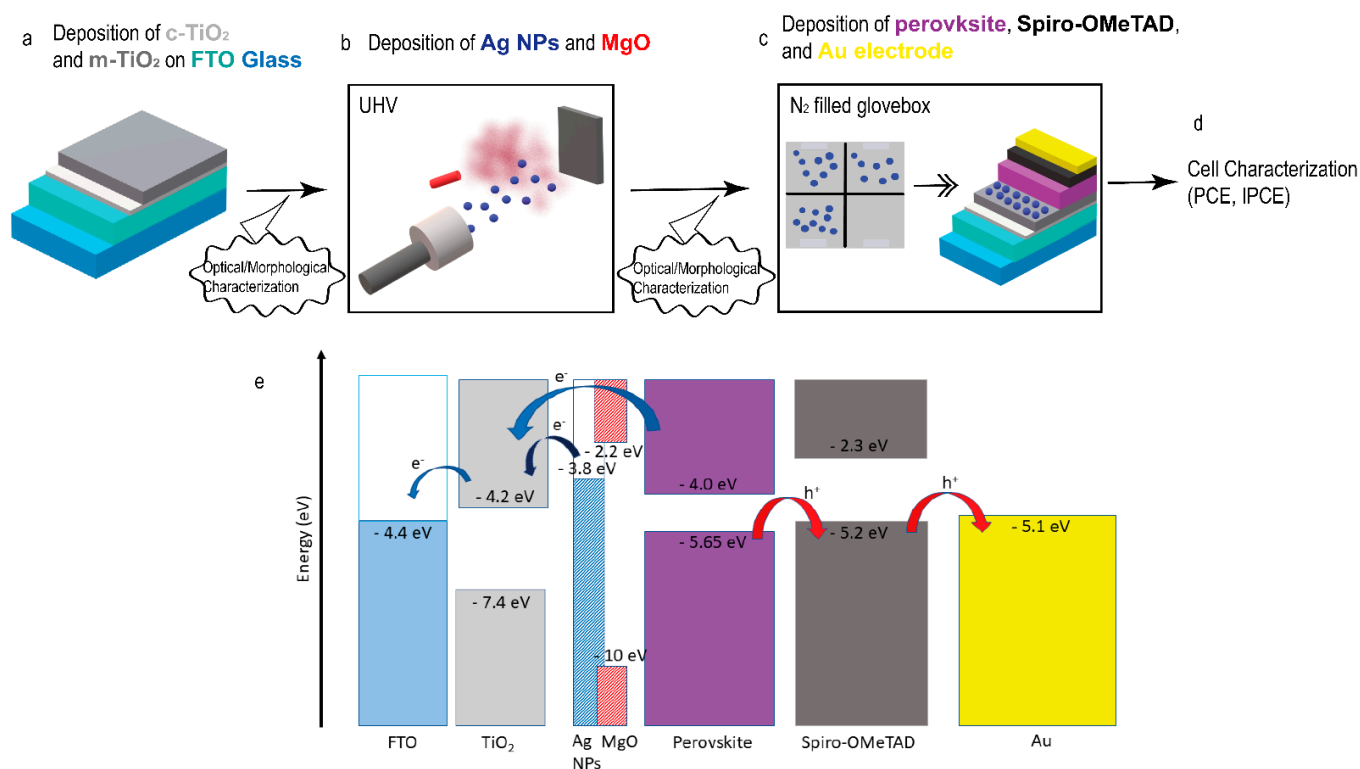 a Deposition of c-TiO₂
and m-TiO₂ on FTO Glass
b Deposition of Ag NPs and MgO
c Deposition of perovksite, Spiro-OMeTAD,
and Au electrode
UHV
N₂ filled glovebox
d
Cell Characterization
(PCE, IPCE)
Optical/Morphological
Characterization
Optical/Morphological
Characterization
e
Energy (eV)
e⁻
e⁻
e⁻
- 2.2 eV
- 2.3 eV
- 3.8 eV
- 4.2 eV
- 4.0 eV
h⁺
h⁺
- 4.4 eV
- 5.65 eV
- 5.2 eV
- 5.1 eV
- 7.4 eV
- 10 eV
FTO
TiO₂
Ag
NPs
MgO
Perovskite
Spiro-OMeTAD
Au